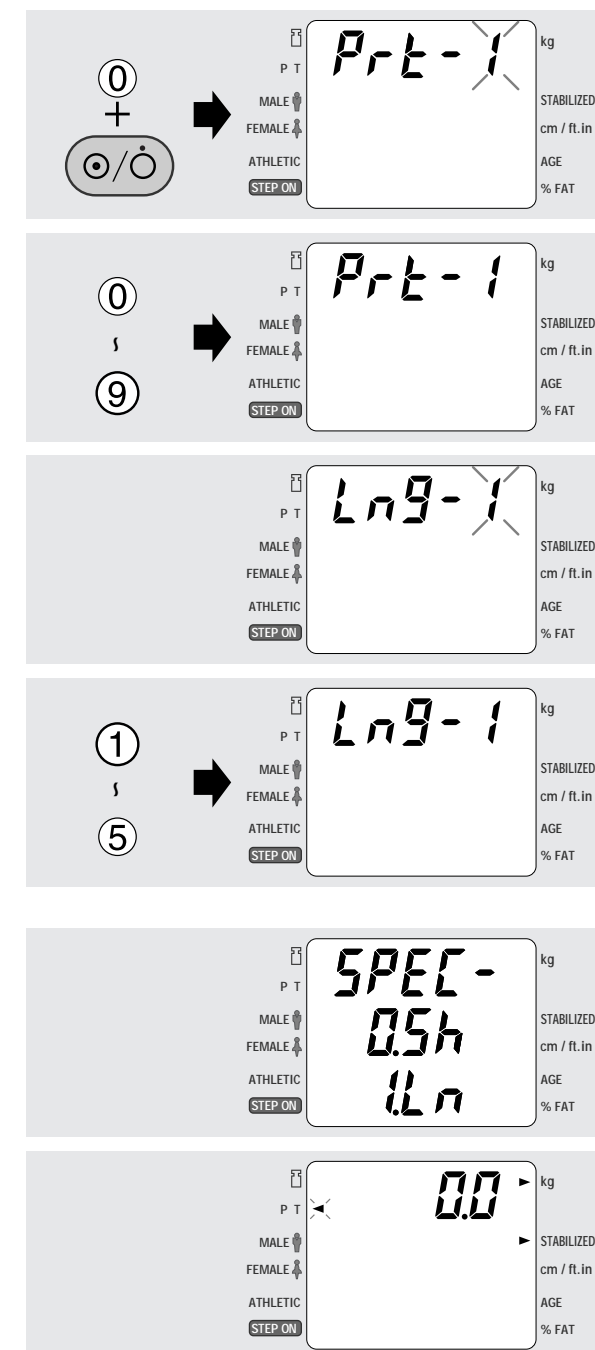 0
+
/
Prt-1
kg
P T
MALE
STABILIZED
FEMALE
cm / ft.in
ATHLETIC
AGE
STEP ON
% FAT
0
~
9
Prt-1
kg
P T
MALE
STABILIZED
FEMALE
cm / ft.in
ATHLETIC
AGE
STEP ON
% FAT
Lng-1
kg
P T
MALE
STABILIZED
FEMALE
cm / ft.in
ATHLETIC
AGE
STEP ON
% FAT
1
~
5
Lng-1
kg
P T
MALE
STABILIZED
FEMALE
cm / ft.in
ATHLETIC
AGE
STEP ON
% FAT
SPEC-
kg
P T
MALE
0.5h
STABILIZED
FEMALE
cm / ft.in
ATHLETIC
1.Ln
AGE
STEP ON
% FAT
0.0
kg
P T
MALE
STABILIZED
FEMALE
cm / ft.in
ATHLETIC
AGE
STEP ON
% FAT